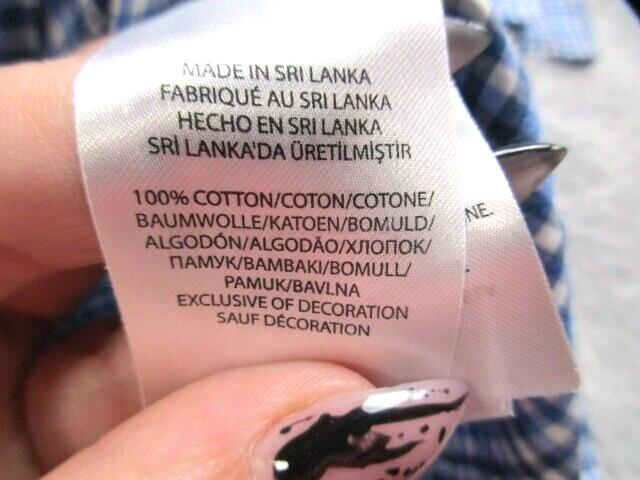 MADE IN SRI LANKA
FABRIQUÉ AU SRI LANKA
HECHO EN SRI LANKA
SRİ LANKA'DA ÜRETİLMİŞTİR
100% COTTON/COTON/COTONE/
BAUMWOLLE/KATOEN/BOMULD/
ALGODÓN/ALGODÃO/ХЛОПОК/
ПАМУК/BAMBAKI/BOMULL/
PAMUK/BAVLNA
EXCLUSIVE OF DECORATION
SAUF DÉCORATION
NE.